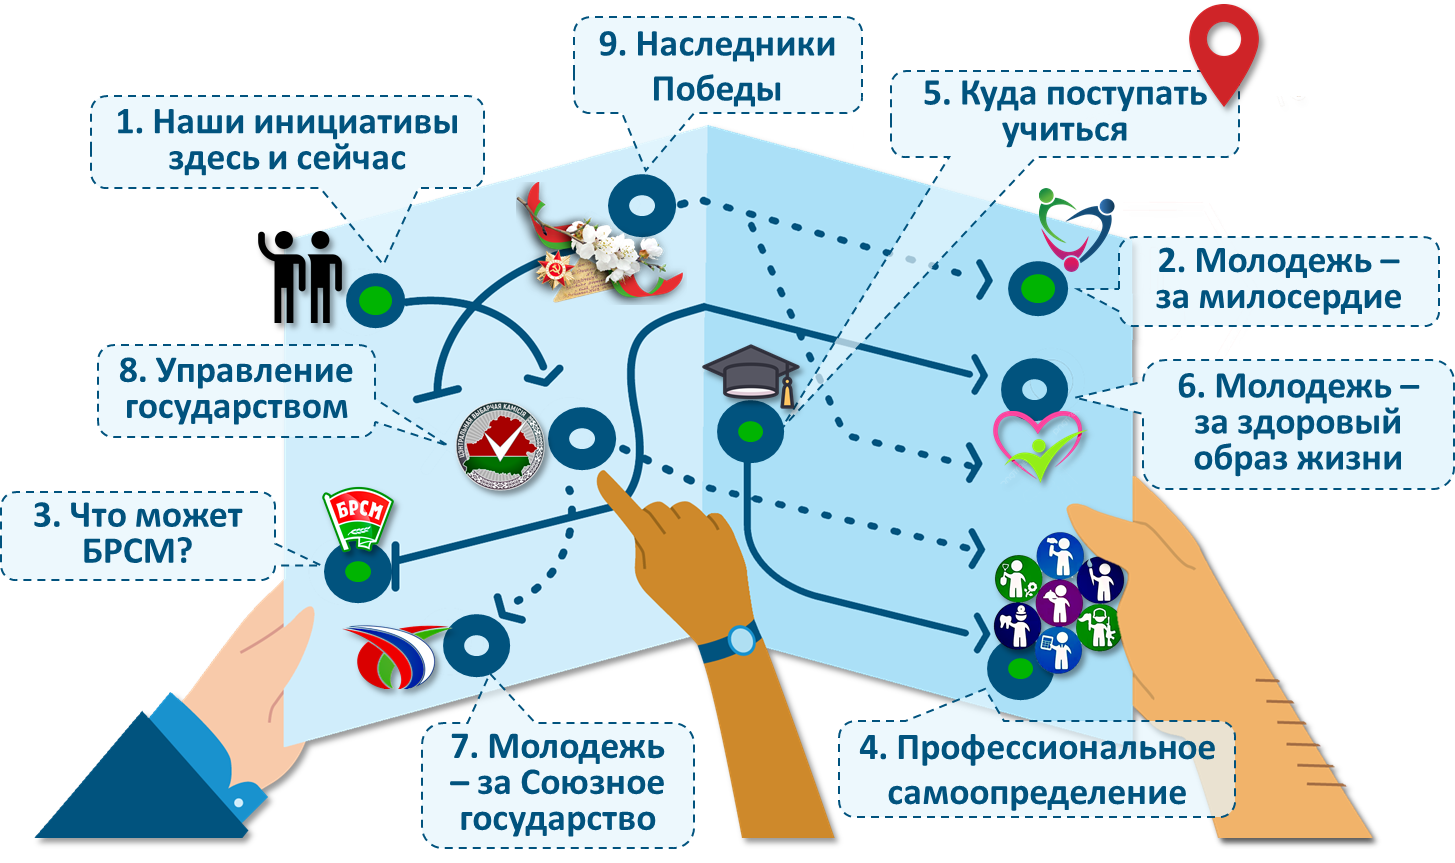 9. Наследники
Победы
5. Куда поступать
учиться
1. Наши инициативы
здесь и сейчас
2. Молодежь –
за милосердие
8. Управление
государством
6. Молодежь –
за здоровый
образ жизни
3. Что может
БРСМ?
БРСМ
7. Молодежь
– за Союзное
государство
4. Профессиональное
самоопределение